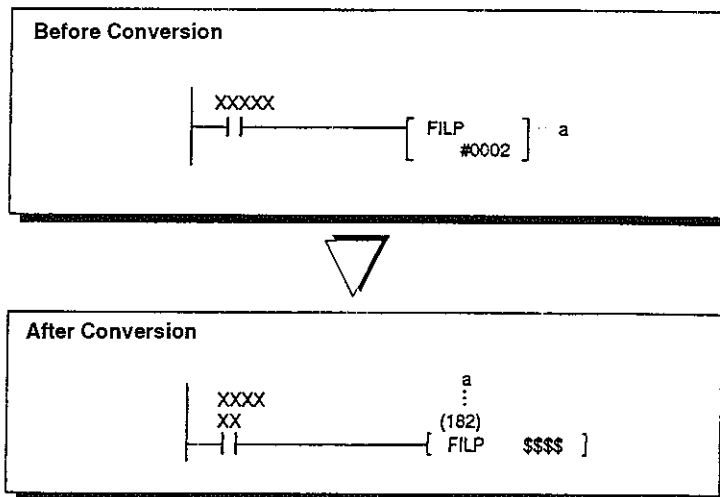 Before Conversion
XXXXX
FILP a
#0002
After Conversion
a
XXXX
XX (182)
FILP $$$$